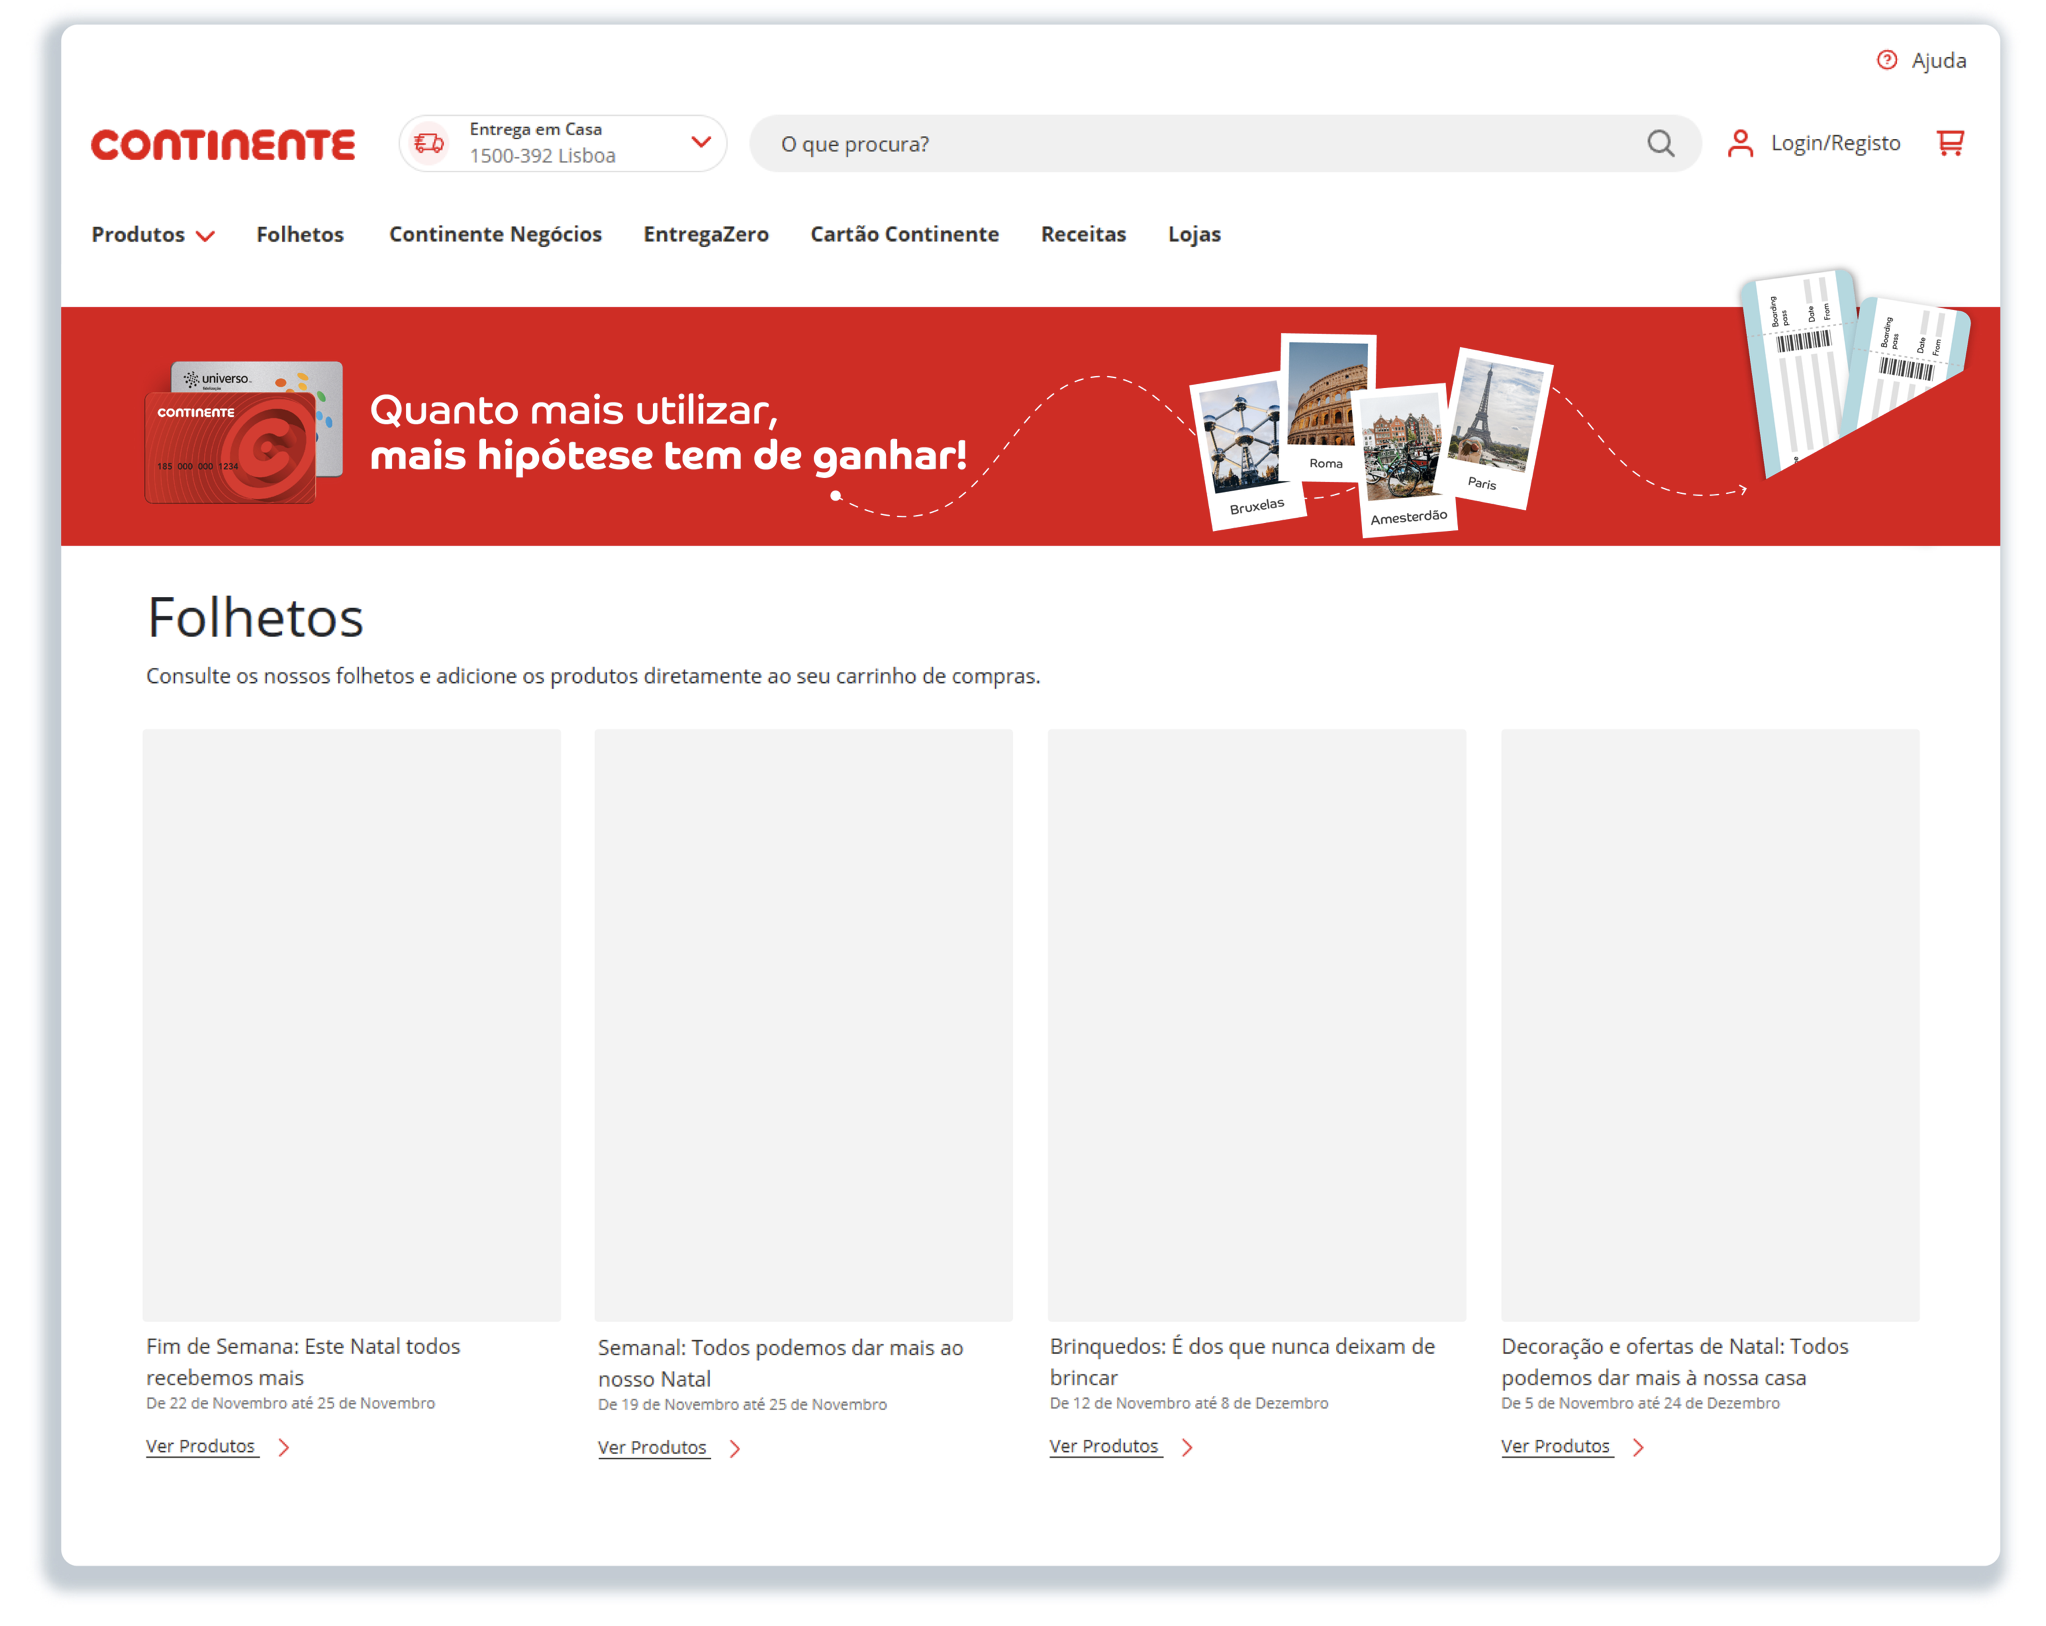 Ajuda
CONTINENTE
Entrega em Casa
1500-392 Lisboa
O que procura?
Login/Registo
Produtos
Folhetos
Continente Negócios
EntregaZero
Cartão Continente
Receitas
Lojas
universo
CONTINENTE
185 000 000 1234
Quanto mais utilizar,
mais hipótese tem de ganhar!
Bruxelas
Roma
Amesterdão
Paris
Boarding
pass
Date
From
Boarding
pass
Date
From
Folhetos
Consulte os nossos folhetos e adicione os produtos diretamente ao seu carrinho de compras.
Fim de Semana: Este Natal todos
recebemos mais
De 22 de Novembro até 25 de Novembro
Ver Produtos
Semanal: Todos podemos dar mais ao
nosso Natal
De 19 de Novembro até 25 de Novembro
Ver Produtos
Brinquedos: É dos que nunca deixam de
brincar
De 12 de Novembro até 8 de Dezembro
Ver Produtos
Decoração e ofertas de Natal: Todos
podemos dar mais à nossa casa
De 5 de Novembro até 24 de Dezembro
Ver Produtos